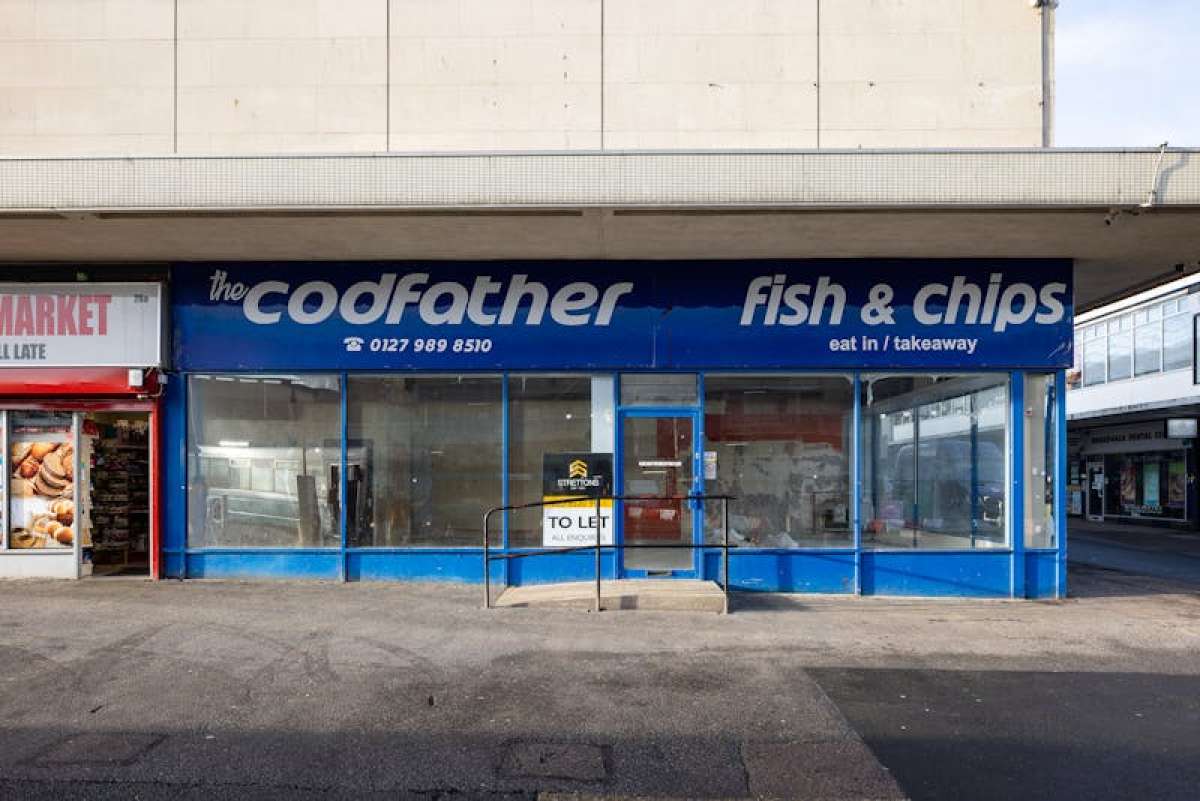 the codfather
☎ 0127 989 8510
fish & chips
eat in / takeaway
MARKET
LL LATE
STRETTONS
TO LET
ALL ENQUIRIES